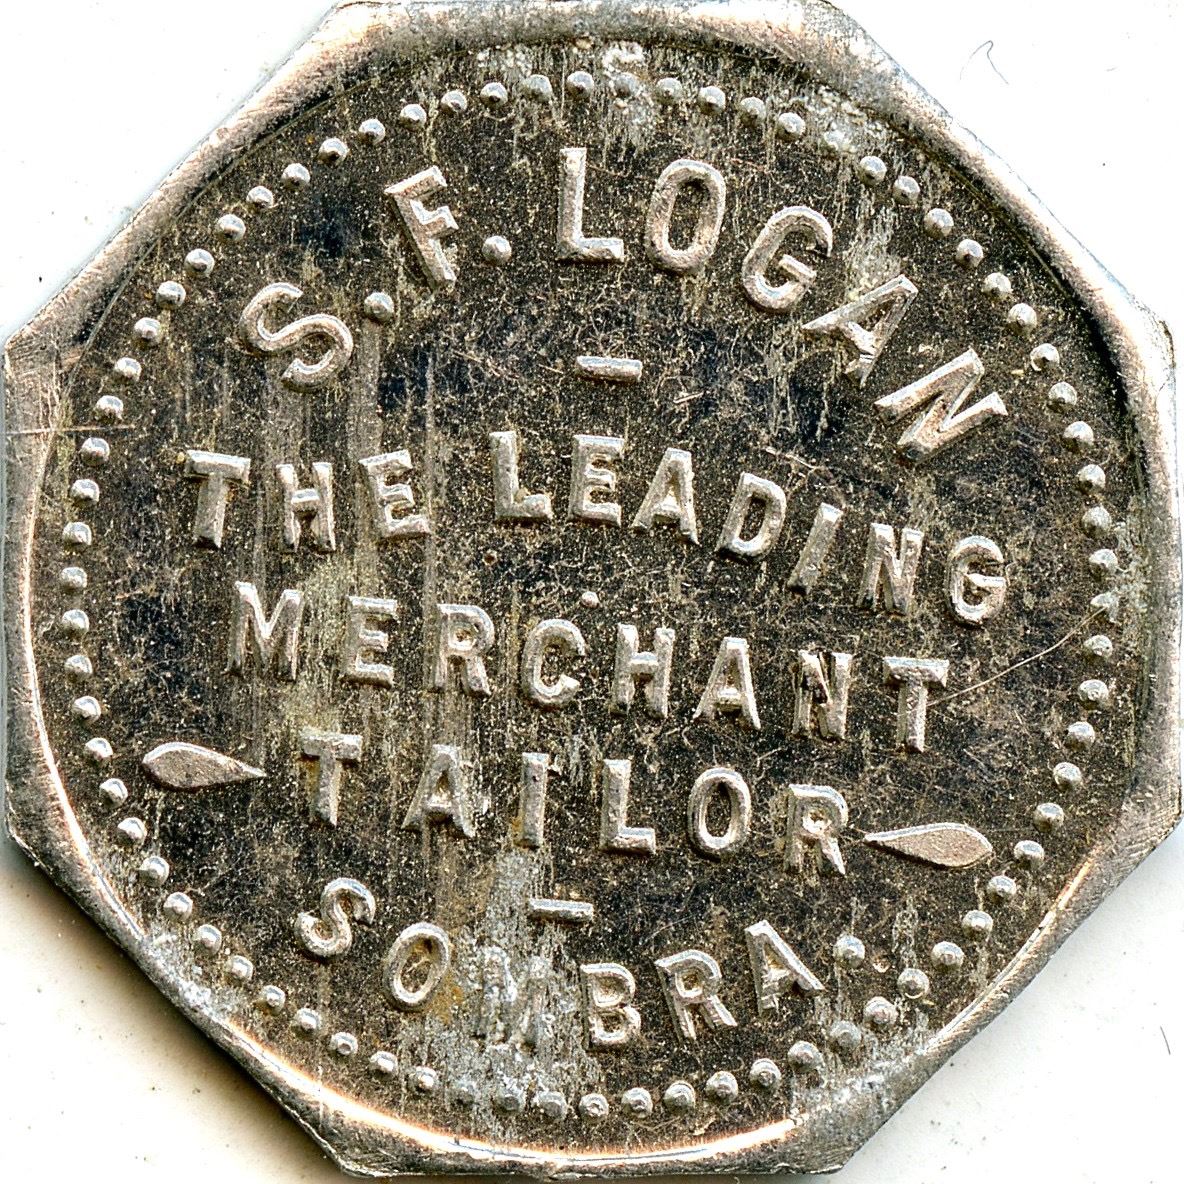 S. F. LOGAN
THE LEADING
MERCHANT
TAILOR
SOMBRA